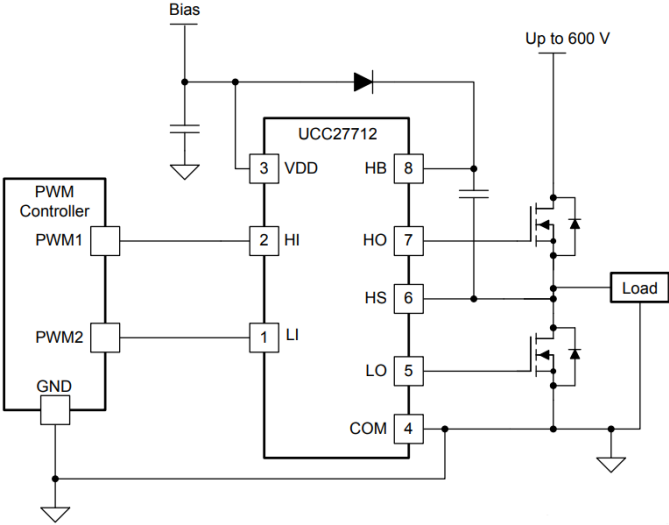 Bias
Up to 600 V
UCC27712
3 VDD HB 8
PWM
Controller
PWM1
2 HI HO 7
HS 6
Load
PWM2
1 LI
LO 5
GND
COM 4